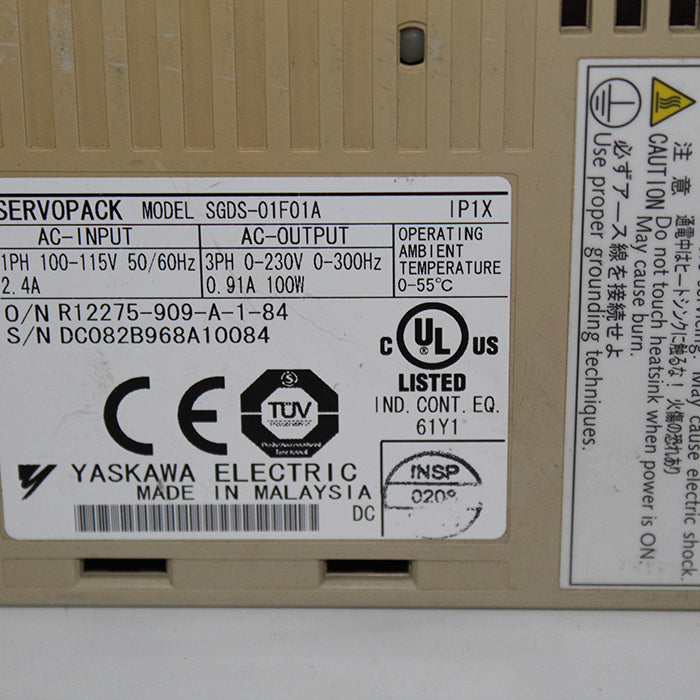 SERVOPACK MODEL SGDS-01F01A IP1X
AC-INPUT
1PH 100-115V 50/60Hz
2.4A
AC-OUTPUT
3PH 0-230V 0-300Hz
0.91A 100W
OPERATING
AMBIENT
TEMPERATURE
0-55℃
O/N R12275-909-A-1-84
S/N DC082B968A10084
C UL US
LISTED
IND. CONT. EQ.
61Y1
CE
TÜV
YASKAWA ELECTRIC
MADE IN MALAYSIA
DC
INSP
0208
注 意 通電中はヒートシンクに触るな! 火傷の恐れあり
CAUTION Do not touch heatsink when power is ON.
May cause burn.
必ずアース線を接続せよ
Use proper grounding techniques.
May cause electric shock.